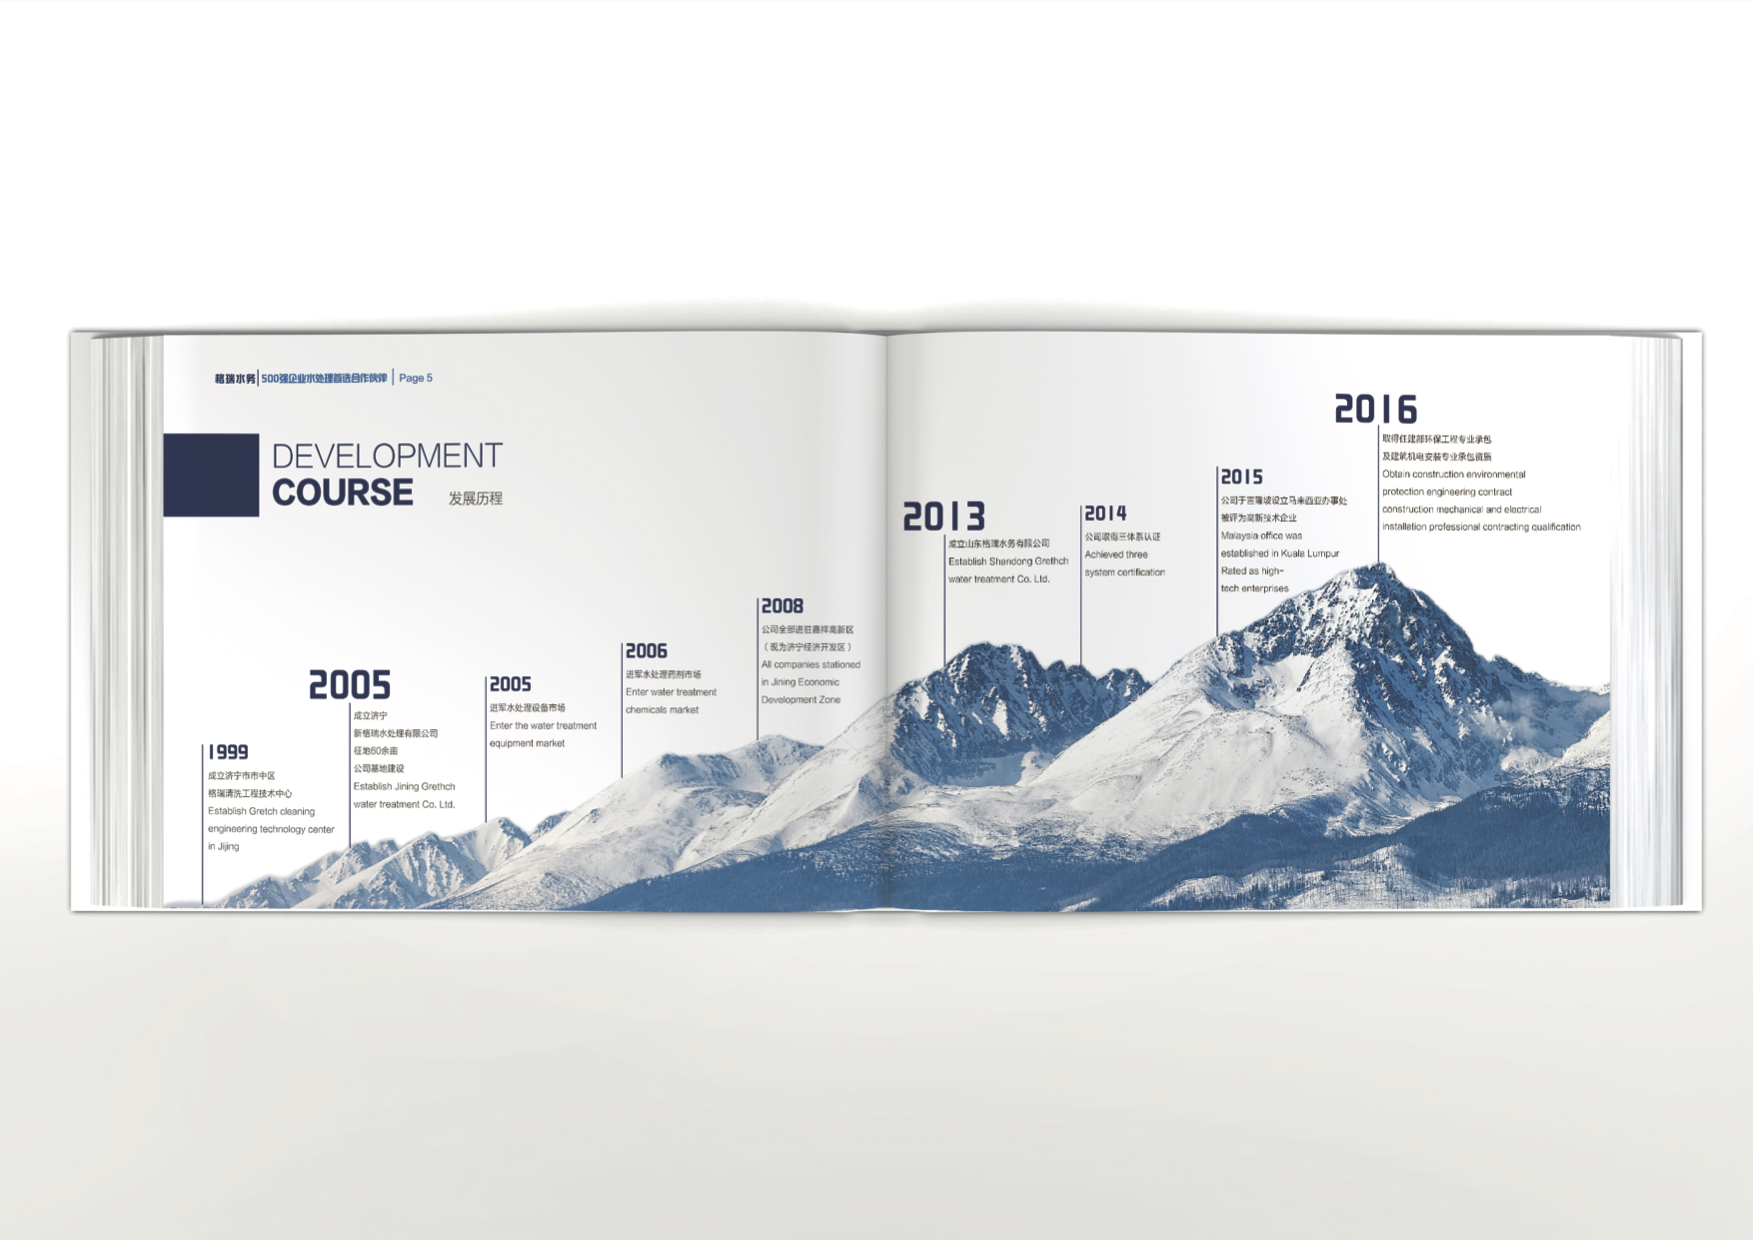 格瑞水务 500强企业水处理首选合作伙伴 Page 5
DEVELOPMENT
COURSE 发展历程
1999
成立济宁市市中区
格瑞清洗工程技术中心
Establish Gretch cleaning
engineering technology center
in Jijing
2005
成立济宁
新格瑞水处理有限公司
征地60余亩
公司基地建设
Establish Jining Grethch
water treatment Co. Ltd.
2005
进军水处理设备市场
Enter the water treatment
equipment market
2006
进军水处理药剂市场
Enter water treatment
chemicals market
2008
公司全部进驻嘉祥高新区
（现为济宁经济开发区）
All companies stationed
in Jining Economic
Development Zone
2013
成立山东格瑞水务有限公司
Establish Shandong Grethch
water treatment Co. Ltd.
2014
公司取得三体系认证
Achieved three
system certification
2015
公司于吉隆坡设立马来西亚办事处
被评为高新技术企业
Malaysia office was
established in Kuala Lumpur
Rated as high-
tech enterprises
2016
取得住建部环保工程专业承包
及建筑机电安装专业承包资质
Obtain construction environmental
protection engineering contract
construction mechanical and electrical
installation professional contracting qualification